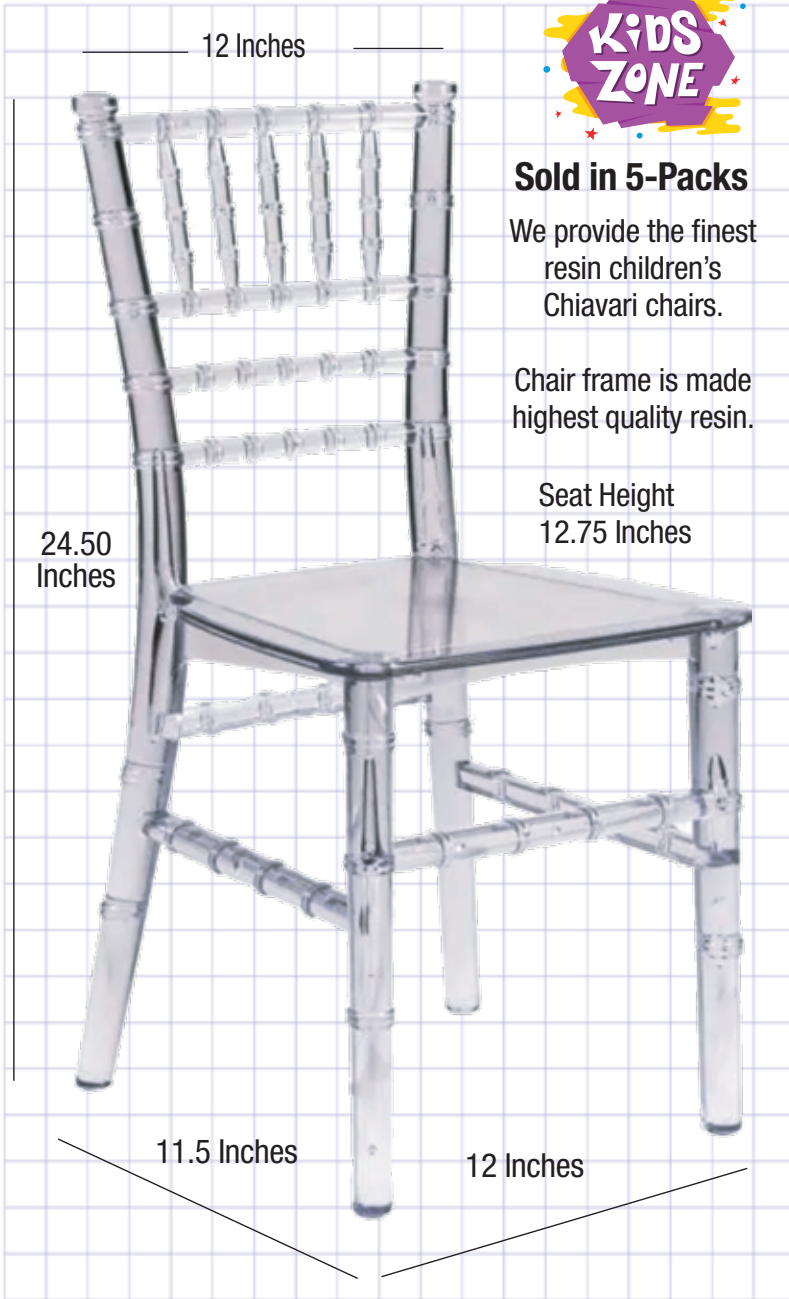 12 Inches
KiDS
ZONE
Sold in 5-Packs
We provide the finest
resin children's
Chiavari chairs.
Chair frame is made
highest quality resin.
Seat Height
12.75 Inches
24.50
Inches
11.5 Inches
12 Inches